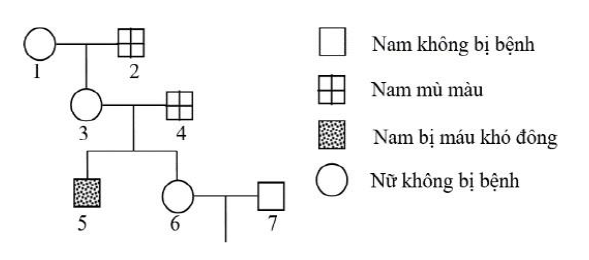 1
2
3
4
5
6
7
Nam không bị bệnh
Nam mù màu
Nam bị máu khó đông
Nữ không bị bệnh